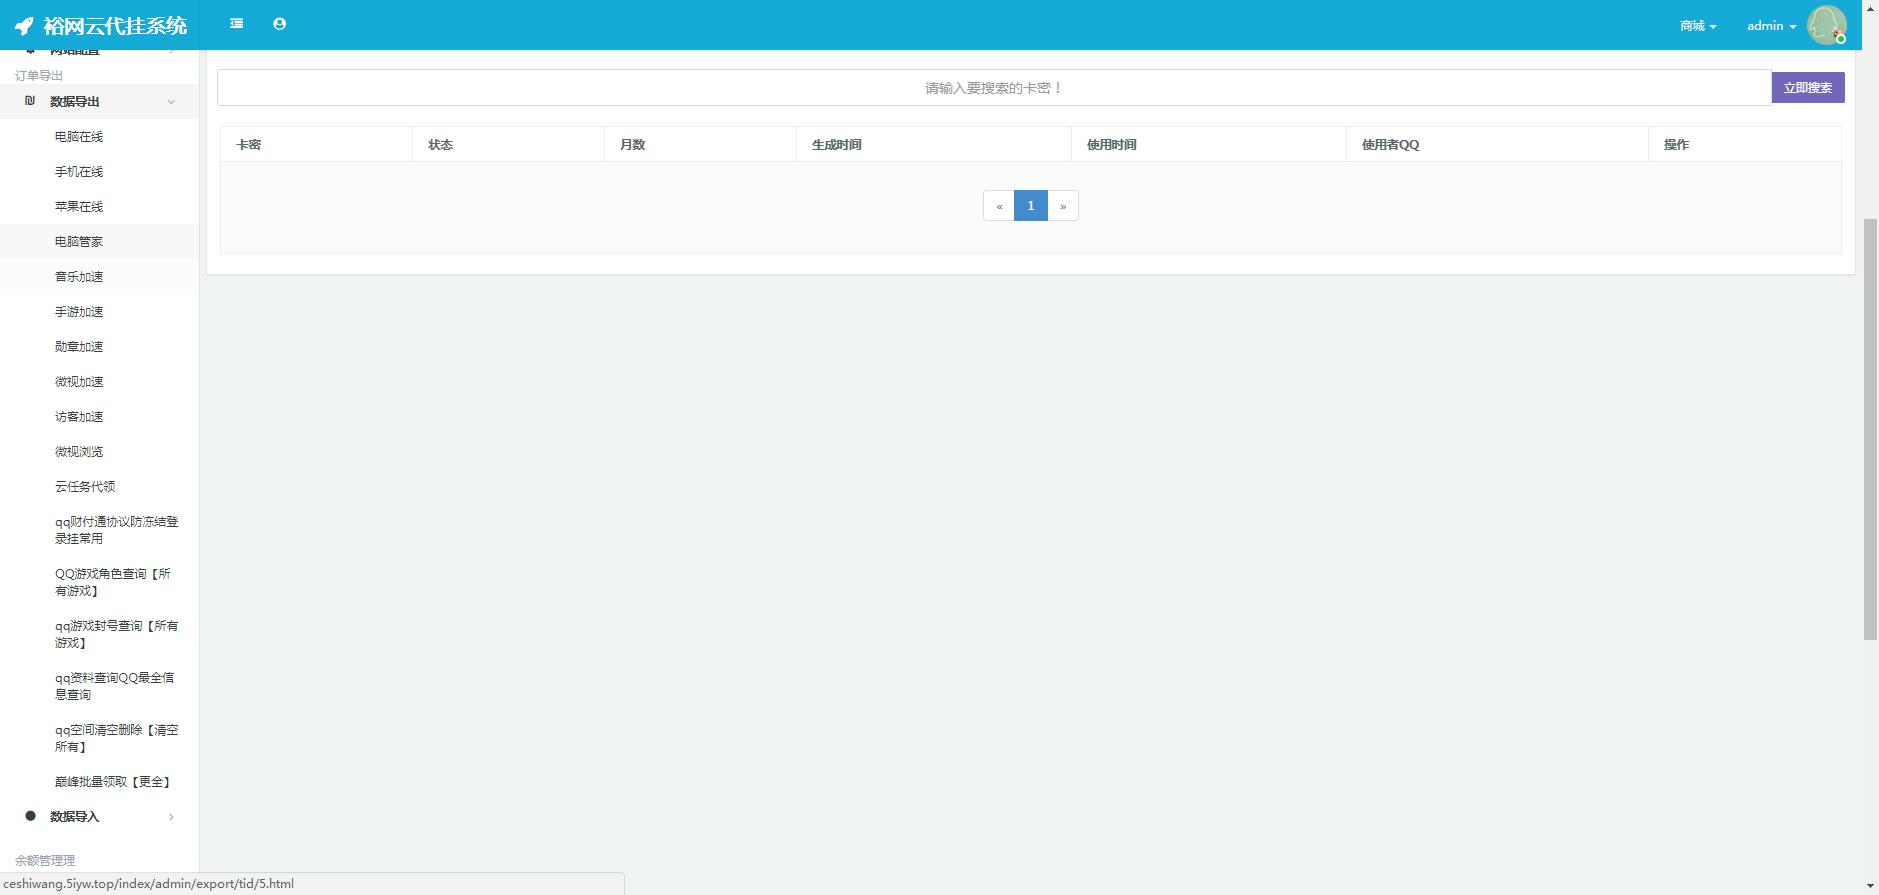 裕网云代挂系统
商城
admin
网站配置
订单导出
数据导出
电脑在线
手机在线
苹果在线
电脑管家
音乐加速
手游加速
勋章加速
微视加速
访客加速
微视浏览
云任务代领
qq财付通协议防冻结登
录挂常用
QQ游戏角色查询【所
有游戏】
qq游戏封号查询【所有
游戏】
qq资料查询QQ最全信
息查询
qq空间清空删除【清空
所有】
巅峰批量领取【更全】
数据导入
余额管理理
请输入要搜索的卡密！
立即搜索
卡密 状态 月数 生成时间 使用时间 使用者QQ 操作
« 1 »
ceshiwang.5iyw.top/index/admin/export/tid/5.html